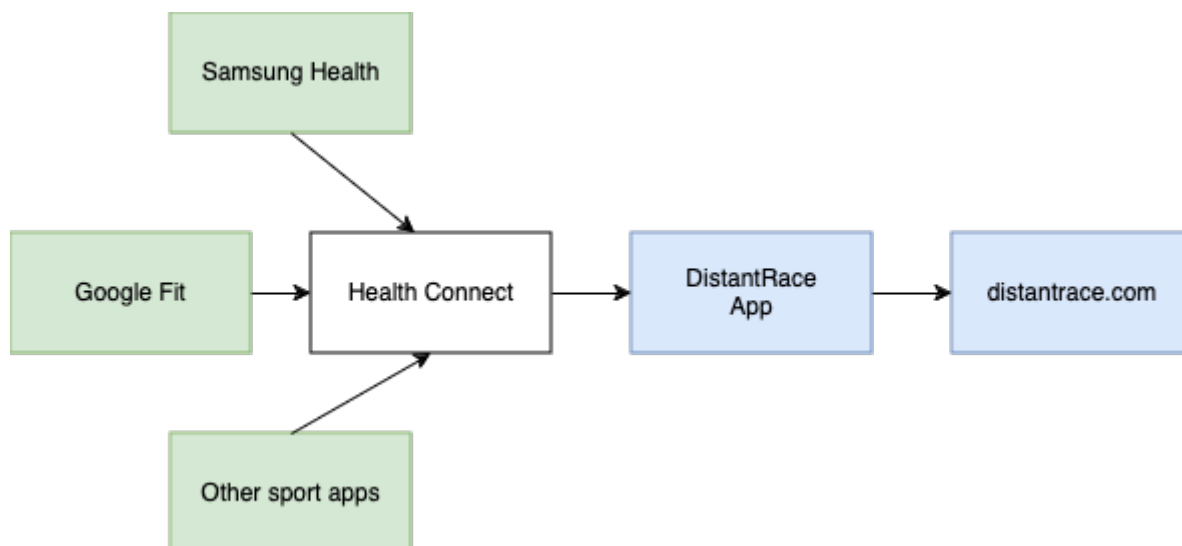 Samsung Health
Google Fit
Health Connect
DistantRace
App
distantrace.com
Other sport apps